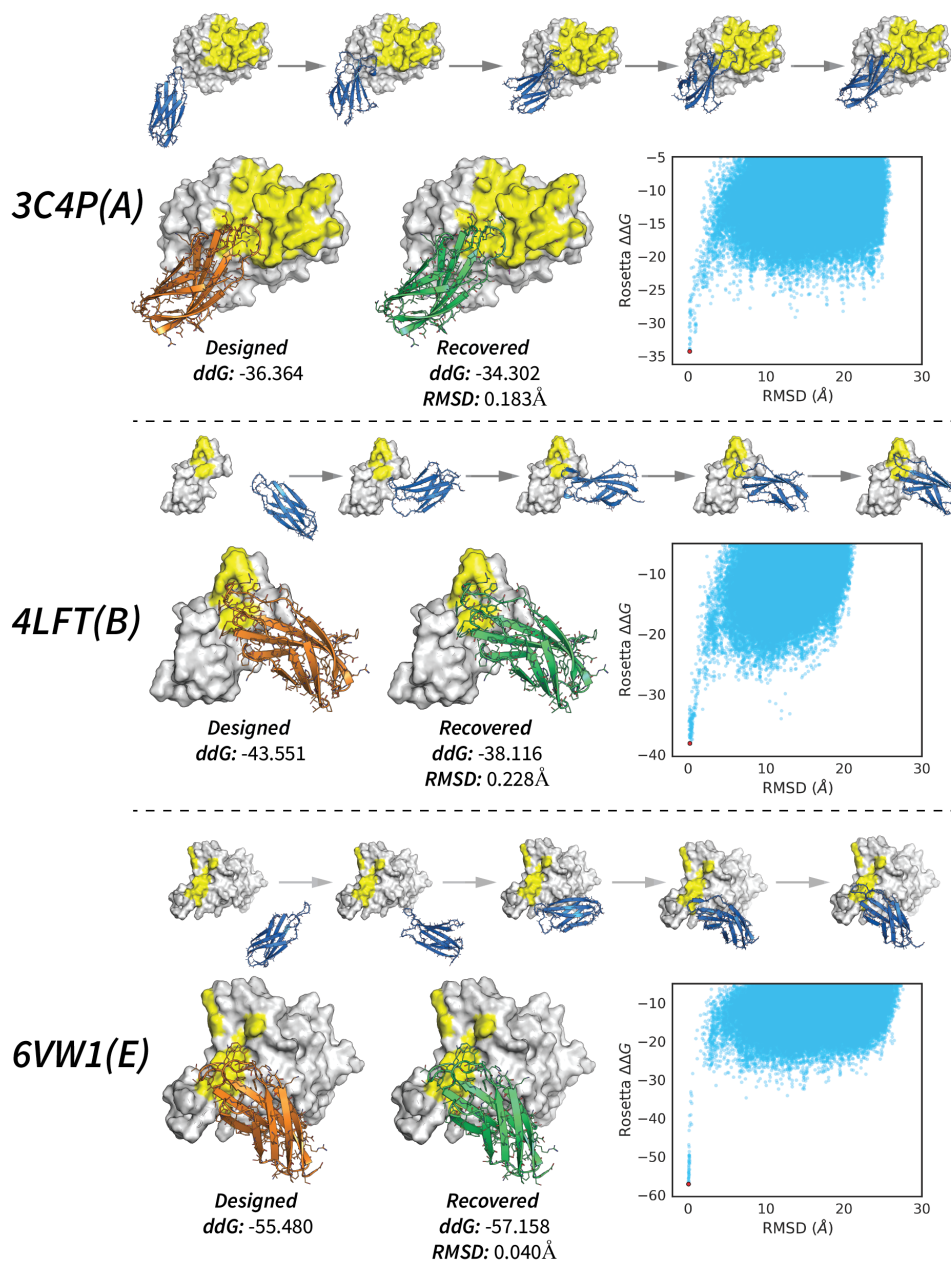 3C4P(A)
Designed
ddG: -36.364
Recovered
ddG: -34.302
RMSD: 0.183Å
−5
−10
−15
−20
−25
−30
−35
Rosetta ΔΔG
0
10
20
30
RMSD (Å)
4LFT(B)
Designed
ddG: -43.551
Recovered
ddG: -38.116
RMSD: 0.228Å
−10
−20
−30
−40
Rosetta ΔΔG
0
10
20
30
RMSD (Å)
6VW1(E)
Designed
ddG: -55.480
Recovered
ddG: -57.158
RMSD: 0.040Å
−10
−20
−30
−40
−50
−60
Rosetta ΔΔG
0
10
20
30
RMSD (Å)